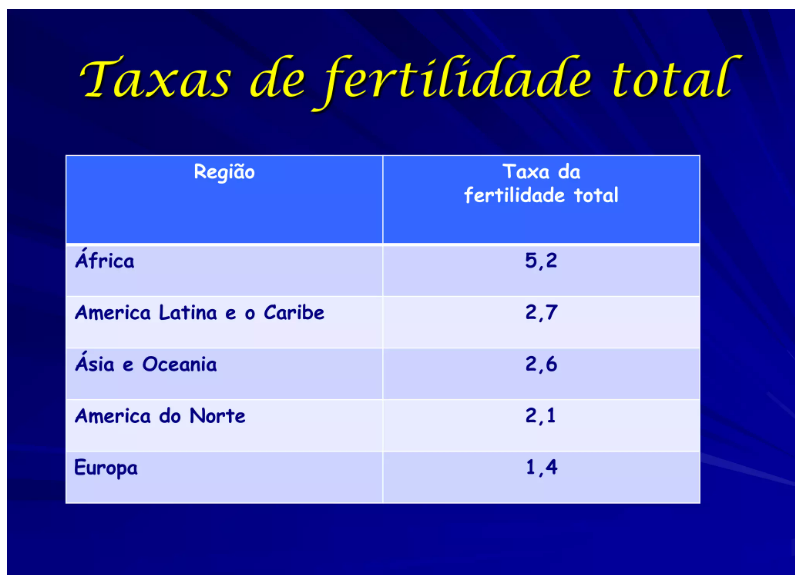 Taxas de fertilidade total
Região
Taxa da
fertilidade total
África
5,2
America Latina e o Caribe
2,7
Ásia e Oceania
2,6
America do Norte
2,1
Europa
1,4